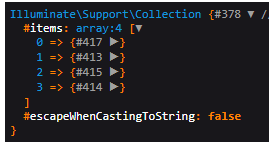 Illuminate\Support\Collection {#378 ▼ //
#items: array:4 [▼
0 => {#417 ▶}
1 => {#413 ▶}
2 => {#415 ▶}
3 => {#414 ▶}
]
#escapeWhenCastingToString: false
}